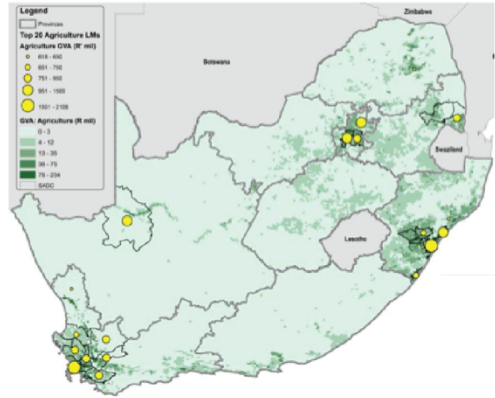 Legend
Provinces
Top 20 Agriculture LMs
Agriculture GVA (R' mil)
618 - 650
651 - 750
751 - 950
951 - 1500
1501 - 2108
GVA: Agriculture (R mil)
0 - 3
4 - 12
13 - 35
36 - 75
76 - 234
SADC
Zimbabwe
Botswana
Swaziland
Lesotho